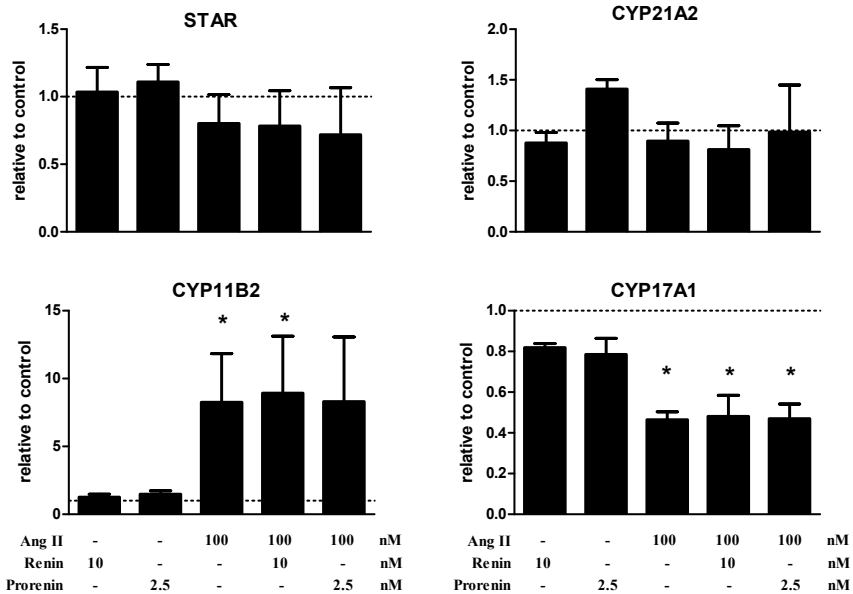 STAR
relative to control
1.5
1.0
0.5
0.0
CYP21A2
relative to control
2.0
1.5
1.0
0.5
0.0
CYP11B2
relative to control
15
10
5
0
* *
CYP17A1
relative to control
1.0
0.8
0.6
0.4
0.2
0.0
* * *
Ang II - - 100 100 100 nM - - 100 100 100 nM
Renin 10 - - 10 - nM 10 - - 10 - nM
Prorenin - 2.5 - - 2.5 nM - 2.5 - - 2.5 nM